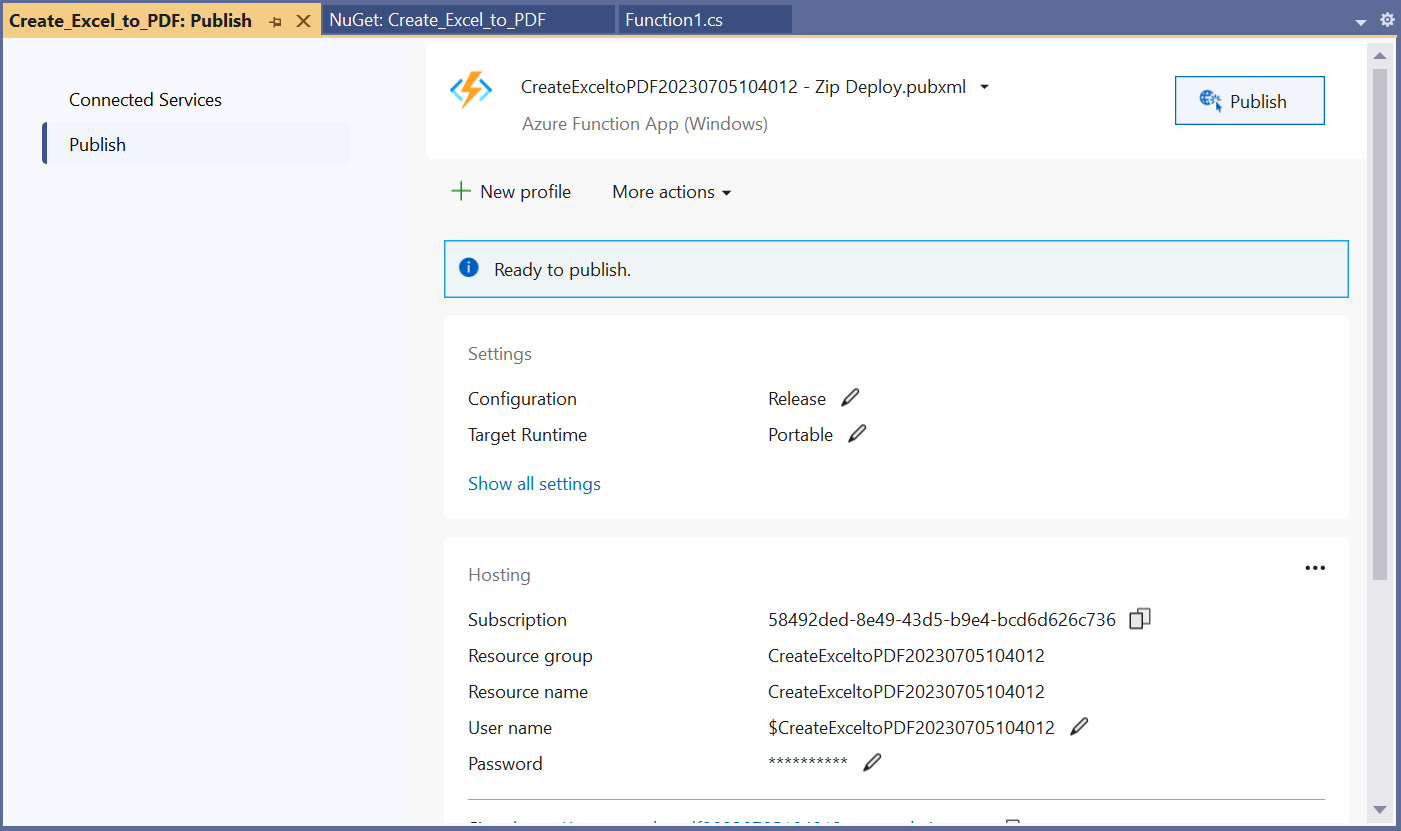 Create_Excel_to_PDF: Publish
NuGet: Create_Excel_to_PDF
Function1.cs
Connected Services
Publish
CreateExceltoPDF20230705104012 - Zip Deploy.pubxml
Azure Function App (Windows)
Publish
New profile
More actions
Ready to publish.
Settings
Configuration Release
Target Runtime Portable
Show all settings
Hosting
Subscription 58492ded-8e49-43d5-b9e4-bcd6d626c736
Resource group CreateExceltoPDF20230705104012
Resource name CreateExceltoPDF20230705104012
User name $CreateExceltoPDF20230705104012
Password **********